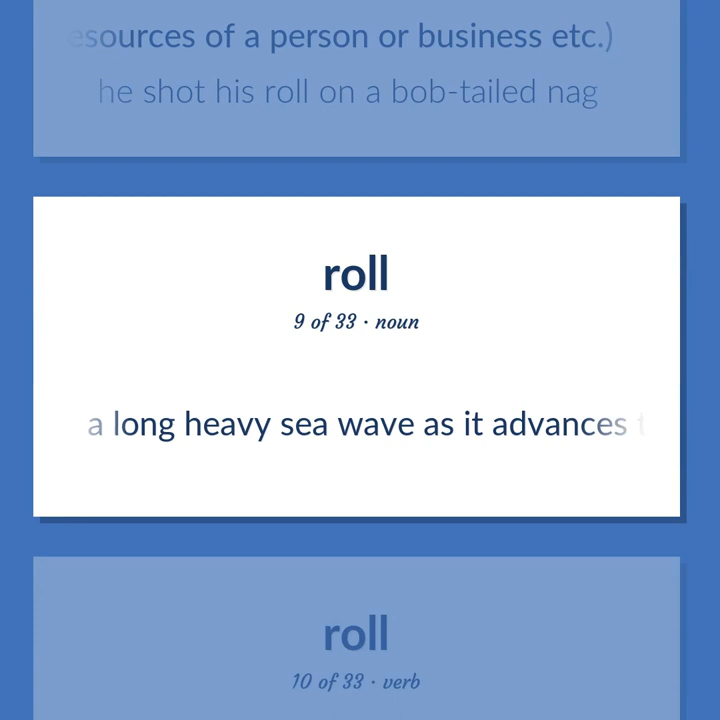 esources of a person or business etc.)
he shot his roll on a bob-tailed nag
roll
9 of 33 · noun
a long heavy sea wave as it advances t
roll
10 of 33 · verb